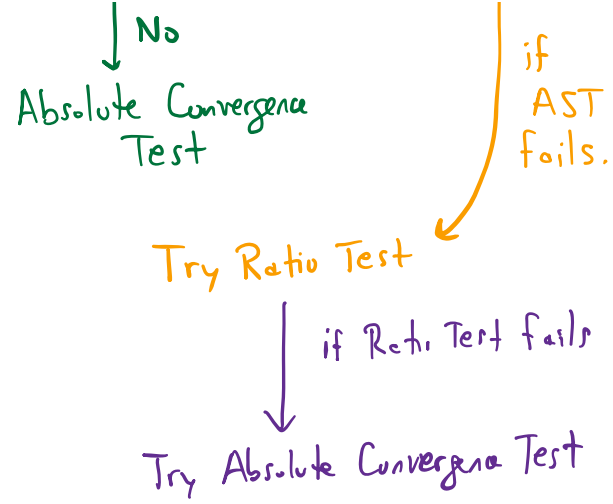 No
Absolute Convergence
Test
if
AST
fails.
Try Ratio Test
if Ratio Test fails
Try Absolute Convergence Test